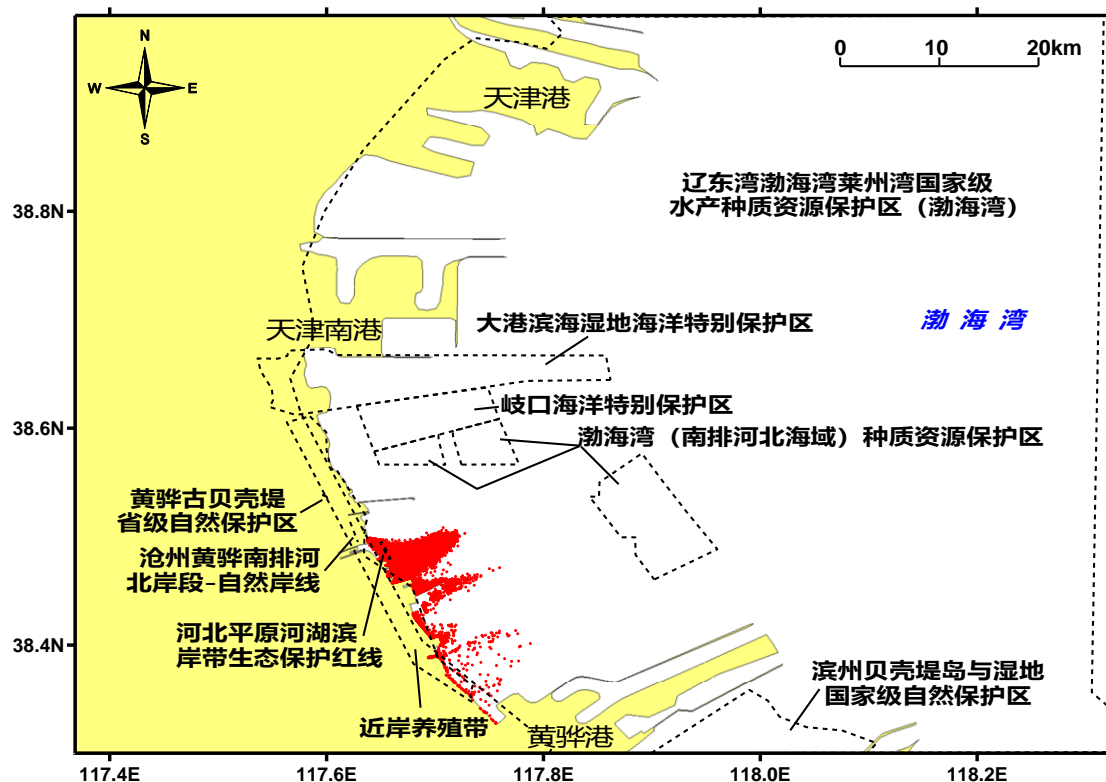 N
W
E
S
0
10
20km
天津港
辽东湾渤海湾莱州湾国家级
水产种质资源保护区（渤海湾）
38.8N
渤 海 湾
天津南港
大港滨海湿地海洋特别保护区
岐口海洋特别保护区
38.6N
渤海湾（南排河北海域）种质资源保护区
黄骅古贝壳堤
省级自然保护区
沧州黄骅南排河
北岸段-自然岸线
河北平原河湖滨
岸带生态保护红线
38.4N
滨州贝壳堤岛与湿地
国家级自然保护区
近岸养殖带
黄骅港
117.4E
117.6E
117.8E
118.0E
118.2E